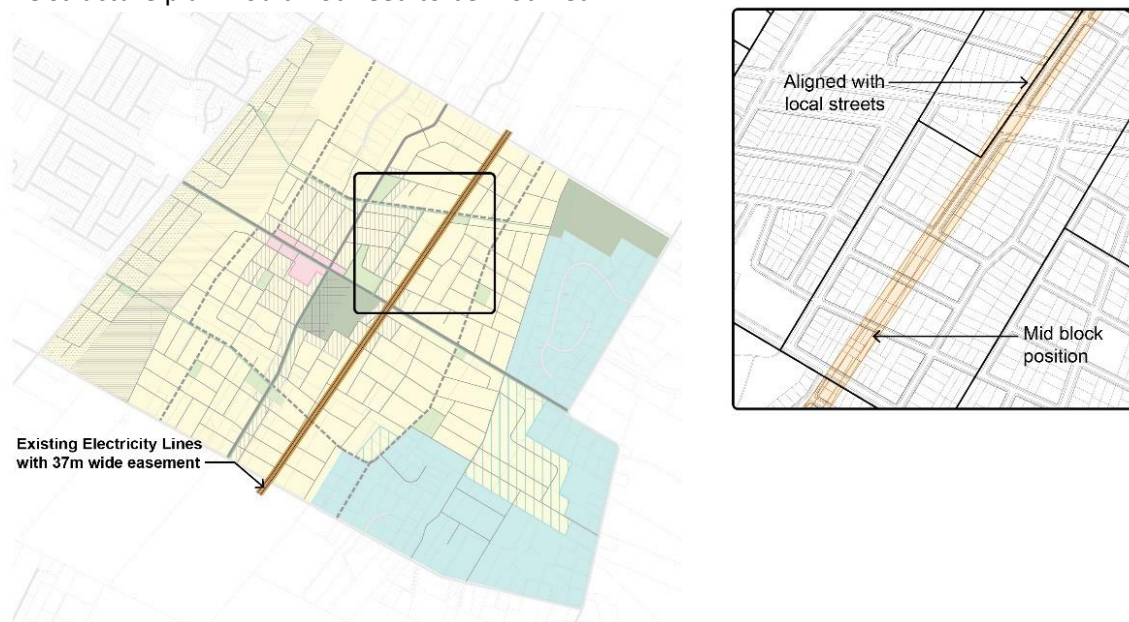 Existing Electricity Lines
with 37m wide easement
Aligned with
local streets
Mid block
position